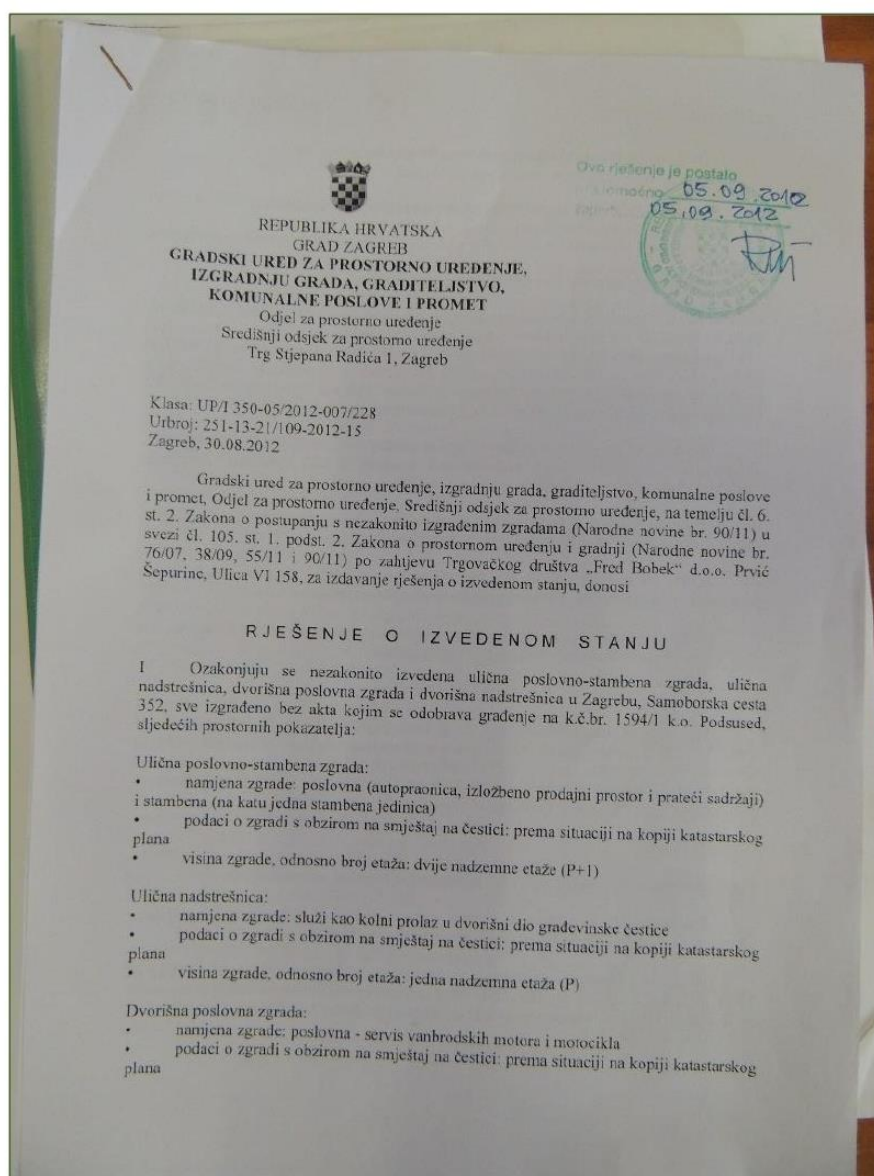 Ovo rješenje je postalo
05.09.2012
05.09.2012
REPUBLIKA HRVATSKA
GRAD ZAGREB
GRADSKI URED ZA PROSTORNO UREĐENJE,
IZGRADNJU GRADA, GRADITELJSTVO,
KOMUNALNE POSLOVE I PROMET
Odjel za prostorno uređenje
Središnji odsjek za prostorno uređenje
Trg Stjepana Radića 1, Zagreb
Klasa: UP/I 350-05/2012-007/228
Urbroj: 251-13-21/109-2012-15
Zagreb, 30.08.2012
Gradski ured za prostorno uređenje, izgradnju grada, graditeljstvo, komunalne poslove
i promet, Odjel za prostorno uređenje, Središnji odsjek za prostorno uređenje, na temelju čl. 6.
st. 2. Zakona o postupanju s nezakonito izgrađenim zgradama (Narodne novine br. 90/11) u
svezi čl. 105. st. 1. podst. 2. Zakona o prostornom uređenju i gradnji (Narodne novine br.
76/07, 38/09, 55/11 i 90/11) po zahtjevu Trgovačkog društva „Fred Bobek“ d.o.o. Prvić
Šepurine, Ulica VI 158, za izdavanje rješenja o izvedenom stanju, donosi
RJEŠENJE O IZVEDENOM STANJU
I Ozakonjuju se nezakonito izvedena ulična poslovno-stambena zgrada, ulična
nadstrešnica, dvorišna poslovna zgrada i dvorišna nadstrešnica u Zagrebu, Samoborska cesta
352, sve izgrađeno bez akta kojim se odobrava građenje na k.č.br. 1594/1 k.o. Podsused,
sljedećih prostornih pokazatelja:
Ulična poslovno-stambena zgrada:
• namjena zgrade: poslovna (autopraonica, izložbeno prodajni prostor i prateći sadržaji)
i stambena (na katu jedna stambena jedinica)
• podaci o zgradi s obzirom na smještaj na čestici: prema situaciji na kopiji katastarskog
plana
• visina zgrade, odnosno broj etaža: dvije nadzemne etaže (P+1)
Ulična nadstrešnica:
• namjena zgrade: služi kao kolni prolaz u dvorišni dio građevinske čestice
• podaci o zgradi s obzirom na smještaj na čestici: prema situaciji na kopiji katastarskog
plana
• visina zgrade, odnosno broj etaža: jedna nadzemna etaža (P)
Dvorišna poslovna zgrada:
• namjena zgrade: poslovna - servis vanbrodskih motora i motocikla
• podaci o zgradi s obzirom na smještaj na čestici: prema situaciji na kopiji katastarskog
plana